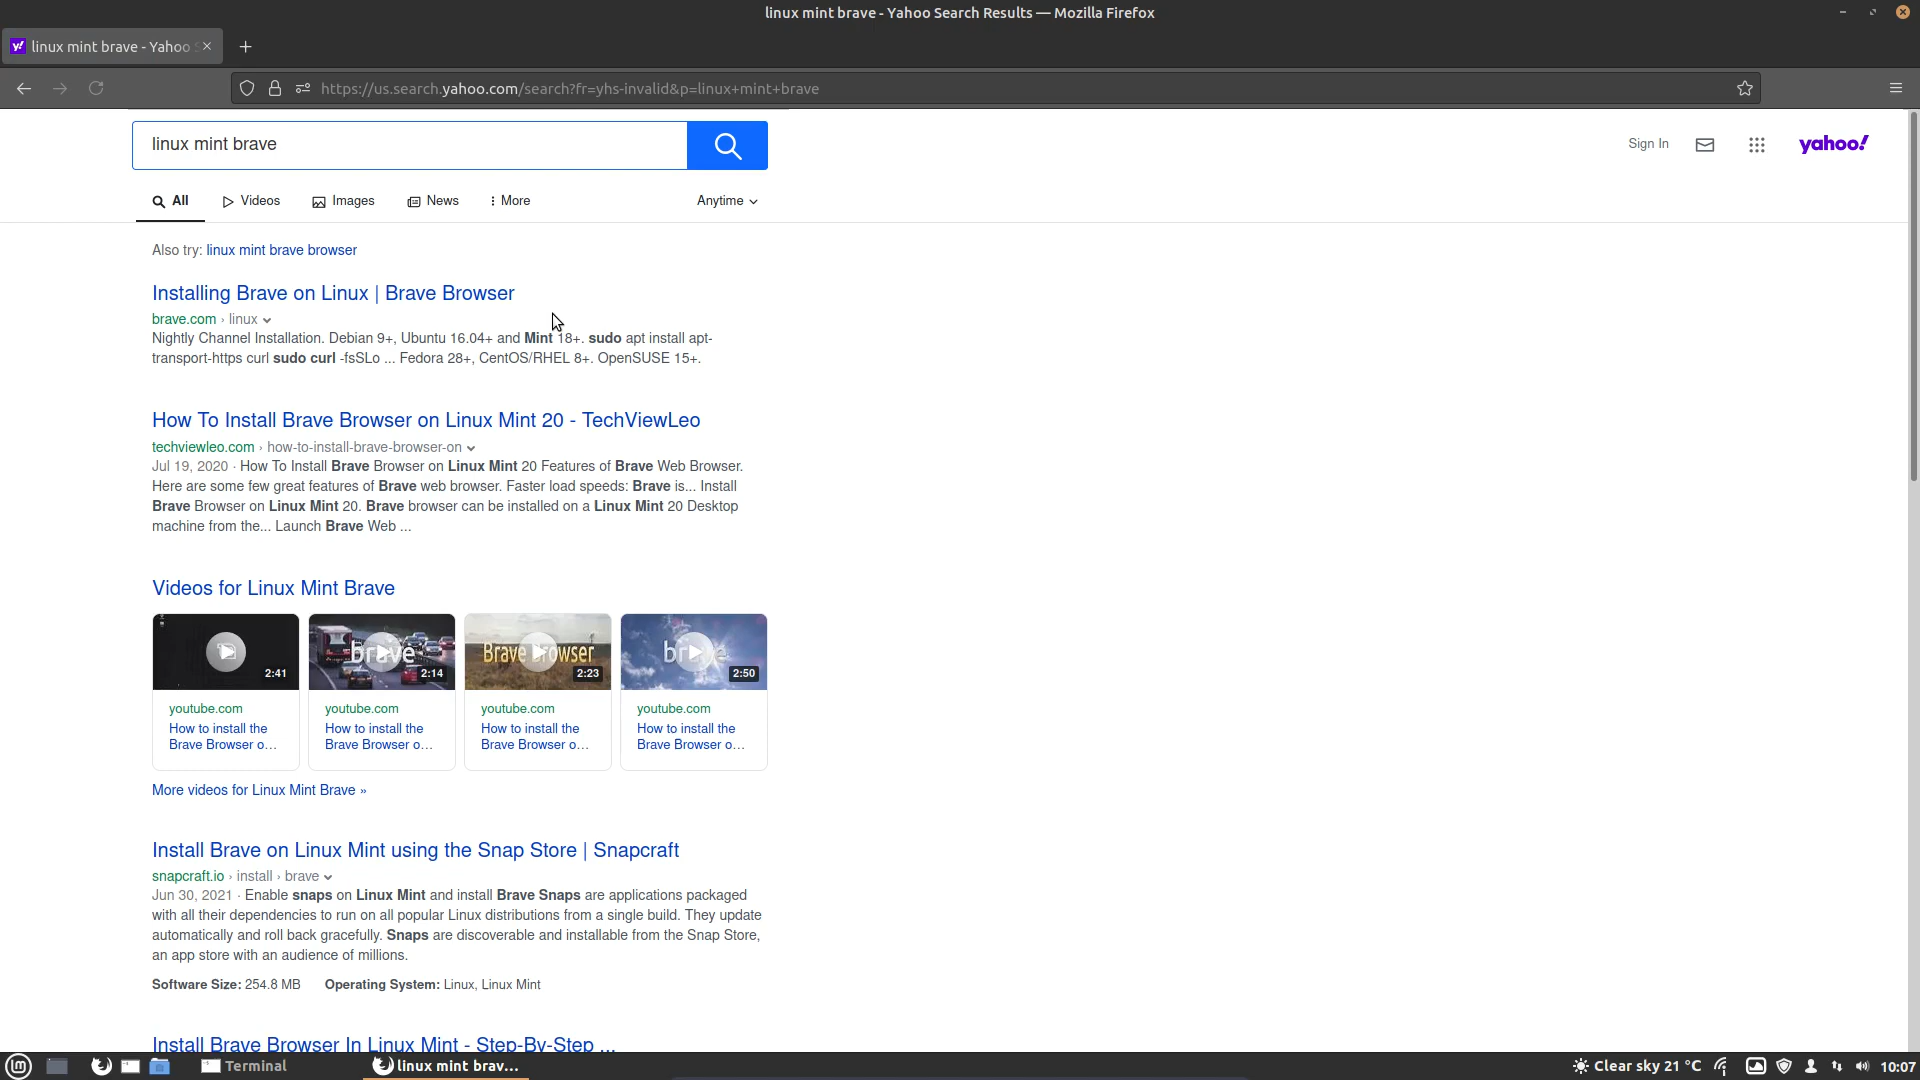 linux mint brave - Yahoo Search Results — Mozilla Firefox
linux mint brave - Yahoo S
https://us.search.yahoo.com/search?fr=yhs-invalid&p=linux+mint+brave
linux mint brave
Sign In
yahoo!
All
Videos
Images
News
More
Anytime
Also try: linux mint brave browser
Installing Brave on Linux | Brave Browser
brave.com › linux
Nightly Channel Installation. Debian 9+, Ubuntu 16.04+ and Mint 18+. sudo apt install apt-
transport-https curl sudo curl -fsSLo ... Fedora 28+, CentOS/RHEL 8+. OpenSUSE 15+.
How To Install Brave Browser on Linux Mint 20 - TechViewLeo
techviewleo.com › how-to-install-brave-browser-on
Jul 19, 2020 · How To Install Brave Browser on Linux Mint 20 Features of Brave Web Browser.
Here are some few great features of Brave web browser. Faster load speeds: Brave is... Install
Brave Browser on Linux Mint 20. Brave browser can be installed on a Linux Mint 20 Desktop
machine from the... Launch Brave Web ...
Videos for Linux Mint Brave
2:41
brave
2:14
Brave Browser
2:23
brave
2:50
youtube.com
How to install the
Brave Browser o...
youtube.com
How to install the
Brave Browser o...
youtube.com
How to install the
Brave Browser o...
youtube.com
How to install the
Brave Browser o...
More videos for Linux Mint Brave »
Install Brave on Linux Mint using the Snap Store | Snapcraft
snapcraft.io › install › brave
Jun 30, 2021 · Enable snaps on Linux Mint and install Brave Snaps are applications packaged
with all their dependencies to run on all popular Linux distributions from a single build. They update
automatically and roll back gracefully. Snaps are discoverable and installable from the Snap Store,
an app store with an audience of millions.
Software Size: 254.8 MB Operating System: Linux, Linux Mint
Install Brave Browser In Linux Mint - Step-By-Step ...
Terminal
linux mint brav...
Clear sky 21 °C
10:07